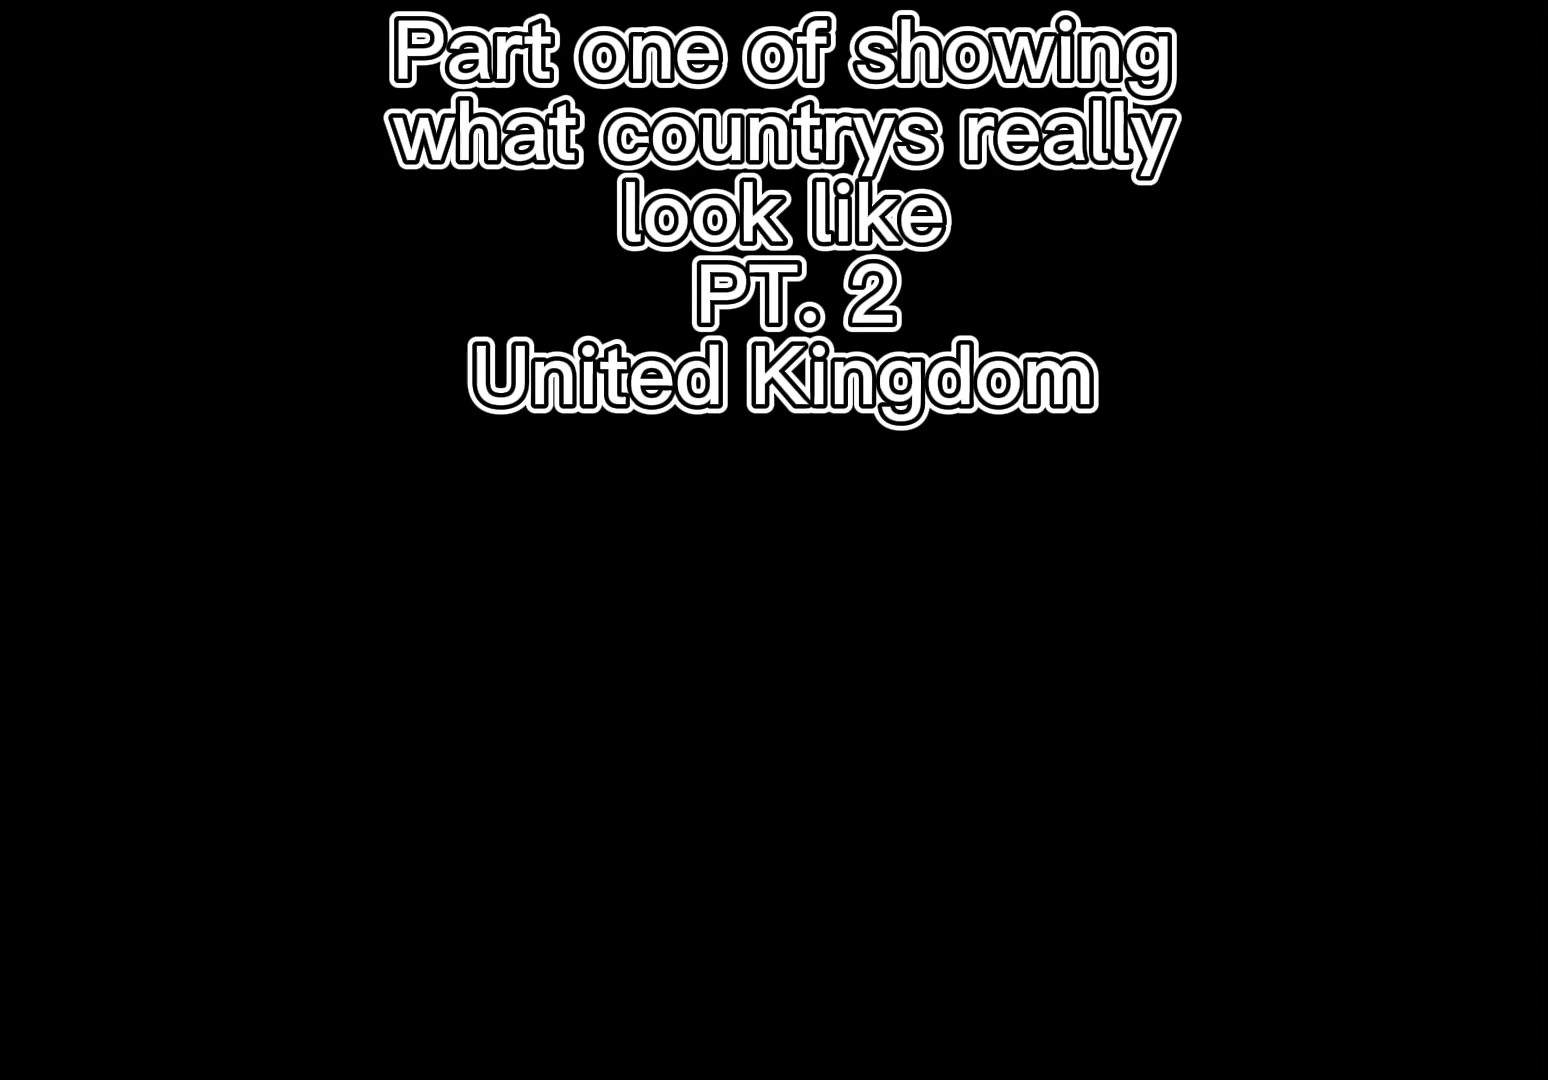 Part one of showing
what countrys really
look like
PT. 2
United Kingdom